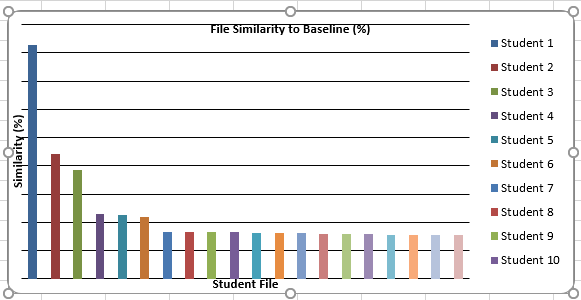 File Similarity to Baseline (%)
Similarity (%)
Student File
Student 1
Student 2
Student 3
Student 4
Student 5
Student 6
Student 7
Student 8
Student 9
Student 10